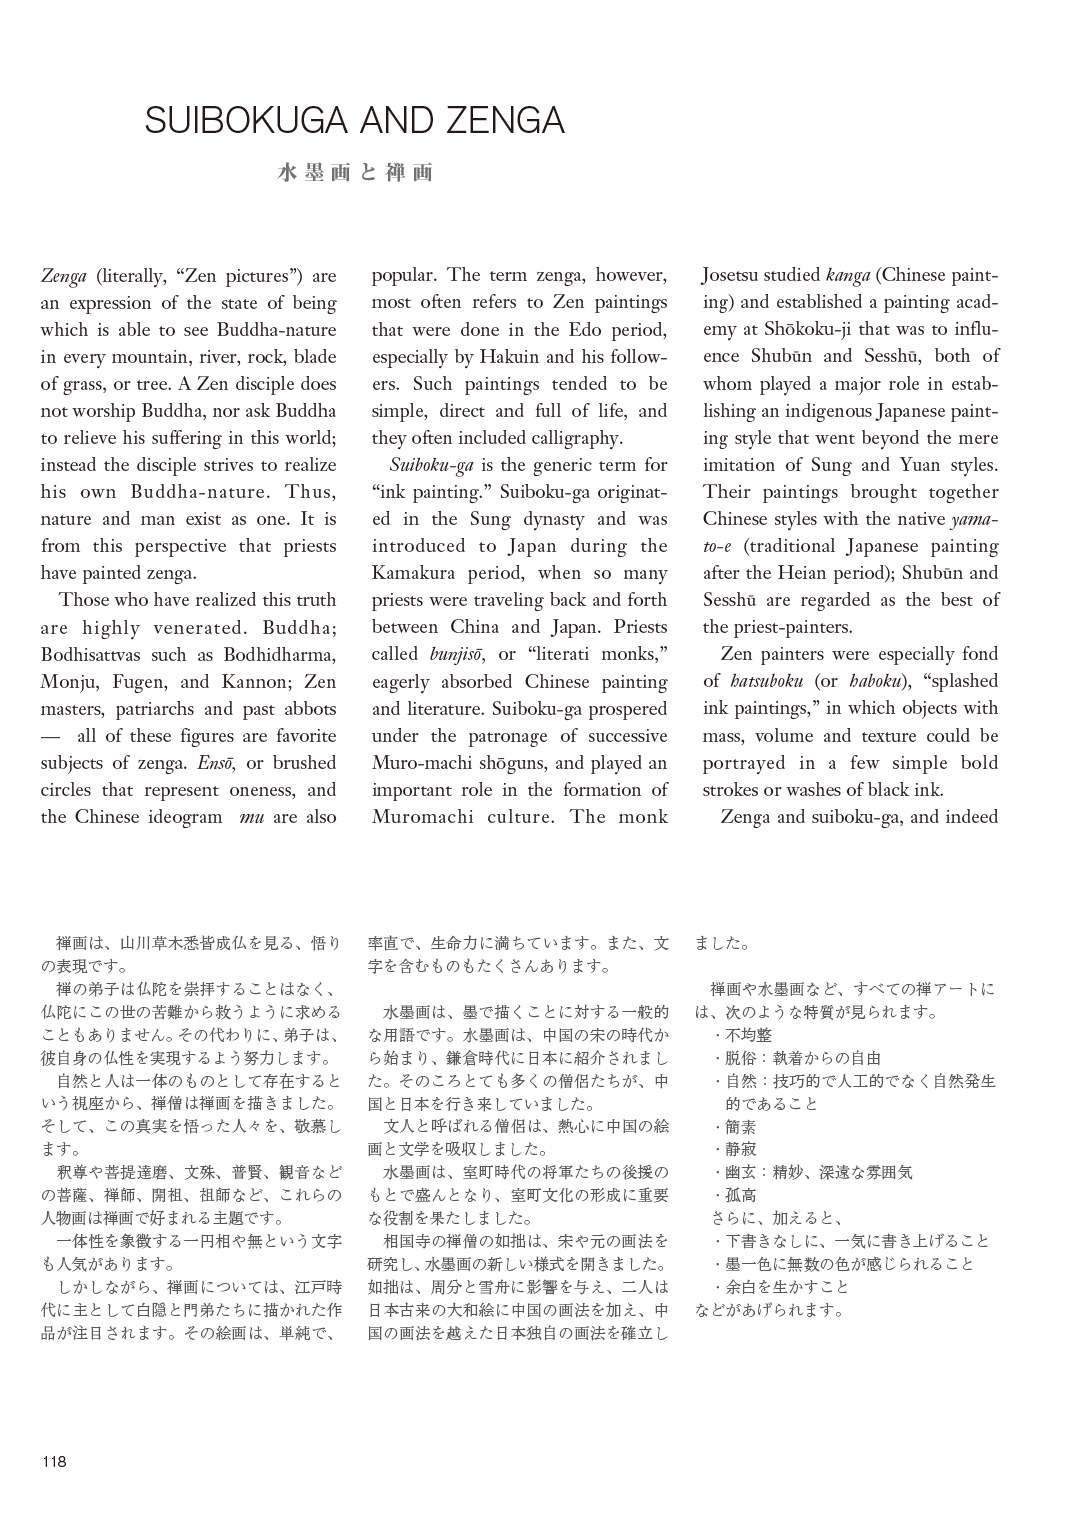 SUIBOKUGA AND ZENGA
水墨画と禅画
Zenga (literally, “Zen pictures”) are
an expression of the state of being
which is able to see Buddha-nature
in every mountain, river, rock, blade
of grass, or tree. A Zen disciple does
not worship Buddha, nor ask Buddha
to relieve his suffering in this world;
instead the disciple strives to realize
his own Buddha-nature. Thus,
nature and man exist as one. It is
from this perspective that priests
have painted zenga.
Those who have realized this truth
are highly venerated. Buddha;
Bodhisattvas such as Bodhidharma,
Monju, Fugen, and Kannon; Zen
masters, patriarchs and past abbots
— all of these figures are favorite
subjects of zenga. Ensō, or brushed
circles that represent oneness, and
the Chinese ideogram mu are also
popular. The term zenga, however,
most often refers to Zen paintings
that were done in the Edo period,
especially by Hakuin and his follow-
ers. Such paintings tended to be
simple, direct and full of life, and
they often included calligraphy.
Suiboku-ga is the generic term for
“ink painting.” Suiboku-ga originat-
ed in the Sung dynasty and was
introduced to Japan during the
Kamakura period, when so many
priests were traveling back and forth
between China and Japan. Priests
called bunjisō, or “literati monks,”
eagerly absorbed Chinese painting
and literature. Suiboku-ga prospered
under the patronage of successive
Muro-machi shōguns, and played an
important role in the formation of
Muromachi culture. The monk
Josetsu studied kanga (Chinese paint-
ing) and established a painting acad-
emy at Shōkoku-ji that was to influ-
ence Shubūn and Sesshū, both of
whom played a major role in estab-
lishing an indigenous Japanese paint-
ing style that went beyond the mere
imitation of Sung and Yuan styles.
Their paintings brought together
Chinese styles with the native yama-
to-e (traditional Japanese painting
after the Heian period); Shubūn and
Sesshū are regarded as the best of
the priest-painters.
Zen painters were especially fond
of hatsuboku (or haboku), “splashed
ink paintings,” in which objects with
mass, volume and texture could be
portrayed in a few simple bold
strokes or washes of black ink.
Zenga and suiboku-ga, and indeed
禅画は、山川草木悉皆成仏を見る、悟り
の表現です。
禅の弟子は仏陀を崇拝することはなく、
仏陀にこの世の苦難から救うように求める
こともありません。その代わりに、弟子は、
彼自身の仏性を実現するよう努力します。
自然と人は一体のものとして存在すると
いう視座から、禅僧は禅画を描きました。
そして、この真実を悟った人々を、敬慕し
ます。
釈尊や菩提達磨、文殊、普賢、観音など
の菩薩、禅師、開祖、祖師など、これらの
人物画は禅画で好まれる主題です。
一体性を象徴する一円相や無という文字
も人気があります。
しかしながら、禅画については、江戸時
代に主として白隠と門弟たちに描かれた作
品が注目されます。その絵画は、単純で、
率直で、生命力に満ちています。また、文
字を含むものもたくさんあります。
水墨画は、墨で描くことに対する一般的
な用語です。水墨画は、中国の宋の時代か
ら始まり、鎌倉時代に日本に紹介されまし
た。そのころとても多くの僧侶たちが、中
国と日本を行き来していました。
文人と呼ばれる僧侶は、熱心に中国の絵
画と文学を吸収しました。
水墨画は、室町時代の将軍たちの後援の
もとで盛んとなり、室町文化の形成に重要
な役割を果たしました。
相国寺の禅僧の如拙は、宋や元の画法を
研究し、水墨画の新しい様式を開きました。
如拙は、周分と雪舟に影響を与え、二人は
日本古来の大和絵に中国の画法を加え、中
国の画法を越えた日本独自の画法を確立し
ました。
禅画や水墨画など、すべての禅アートに
は、次のような特質が見られます。
・不均整
・脱俗：執着からの自由
・自然：技巧的で人工的でなく自然発生
的であること
・簡素
・静寂
・幽玄：精妙、深遠な雰囲気
・孤高
さらに、加えると、
・下書きなしに、一気に書き上げること
・墨一色に無数の色が感じられること
・余白を生かすこと
などがあげられます。
118